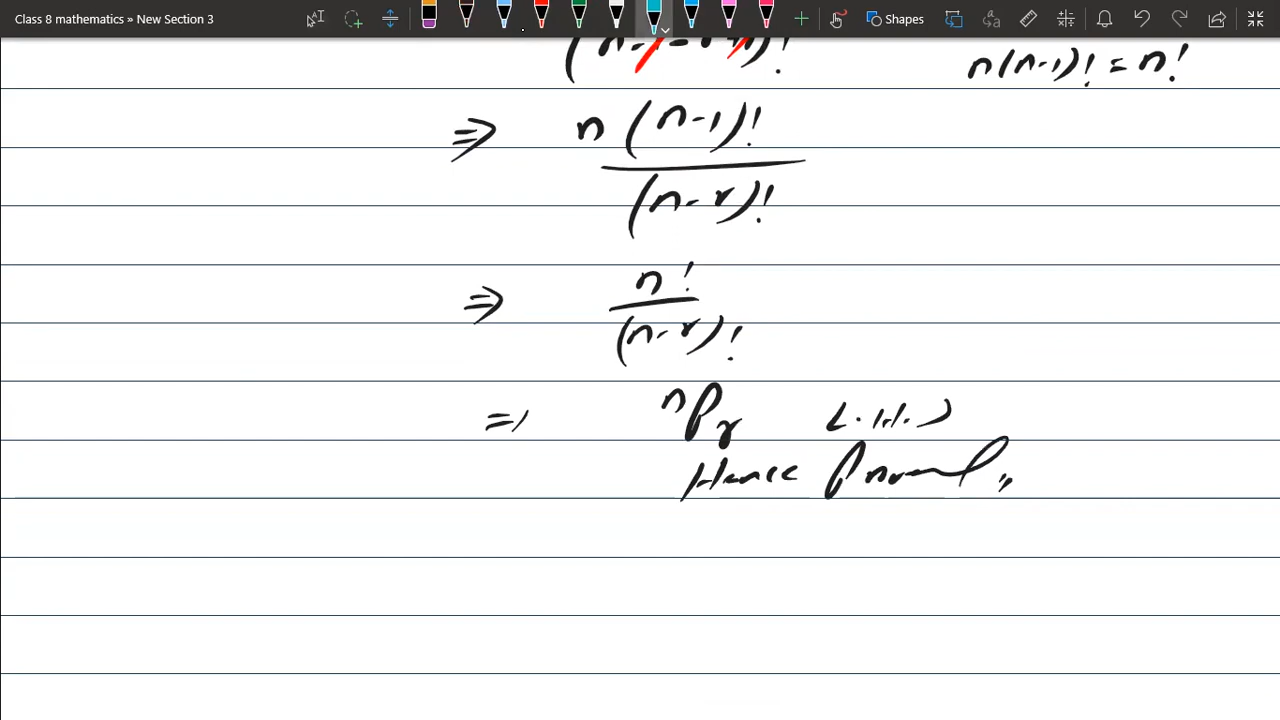 Class 8 mathematics » New Section 3
Shapes
n(n-1)! = n!
⇒ n(n-1)!
(n-r)!
⇒ n!
(n-r)!
⇒ ⁿPᵣ L.H.S
Hence Proved